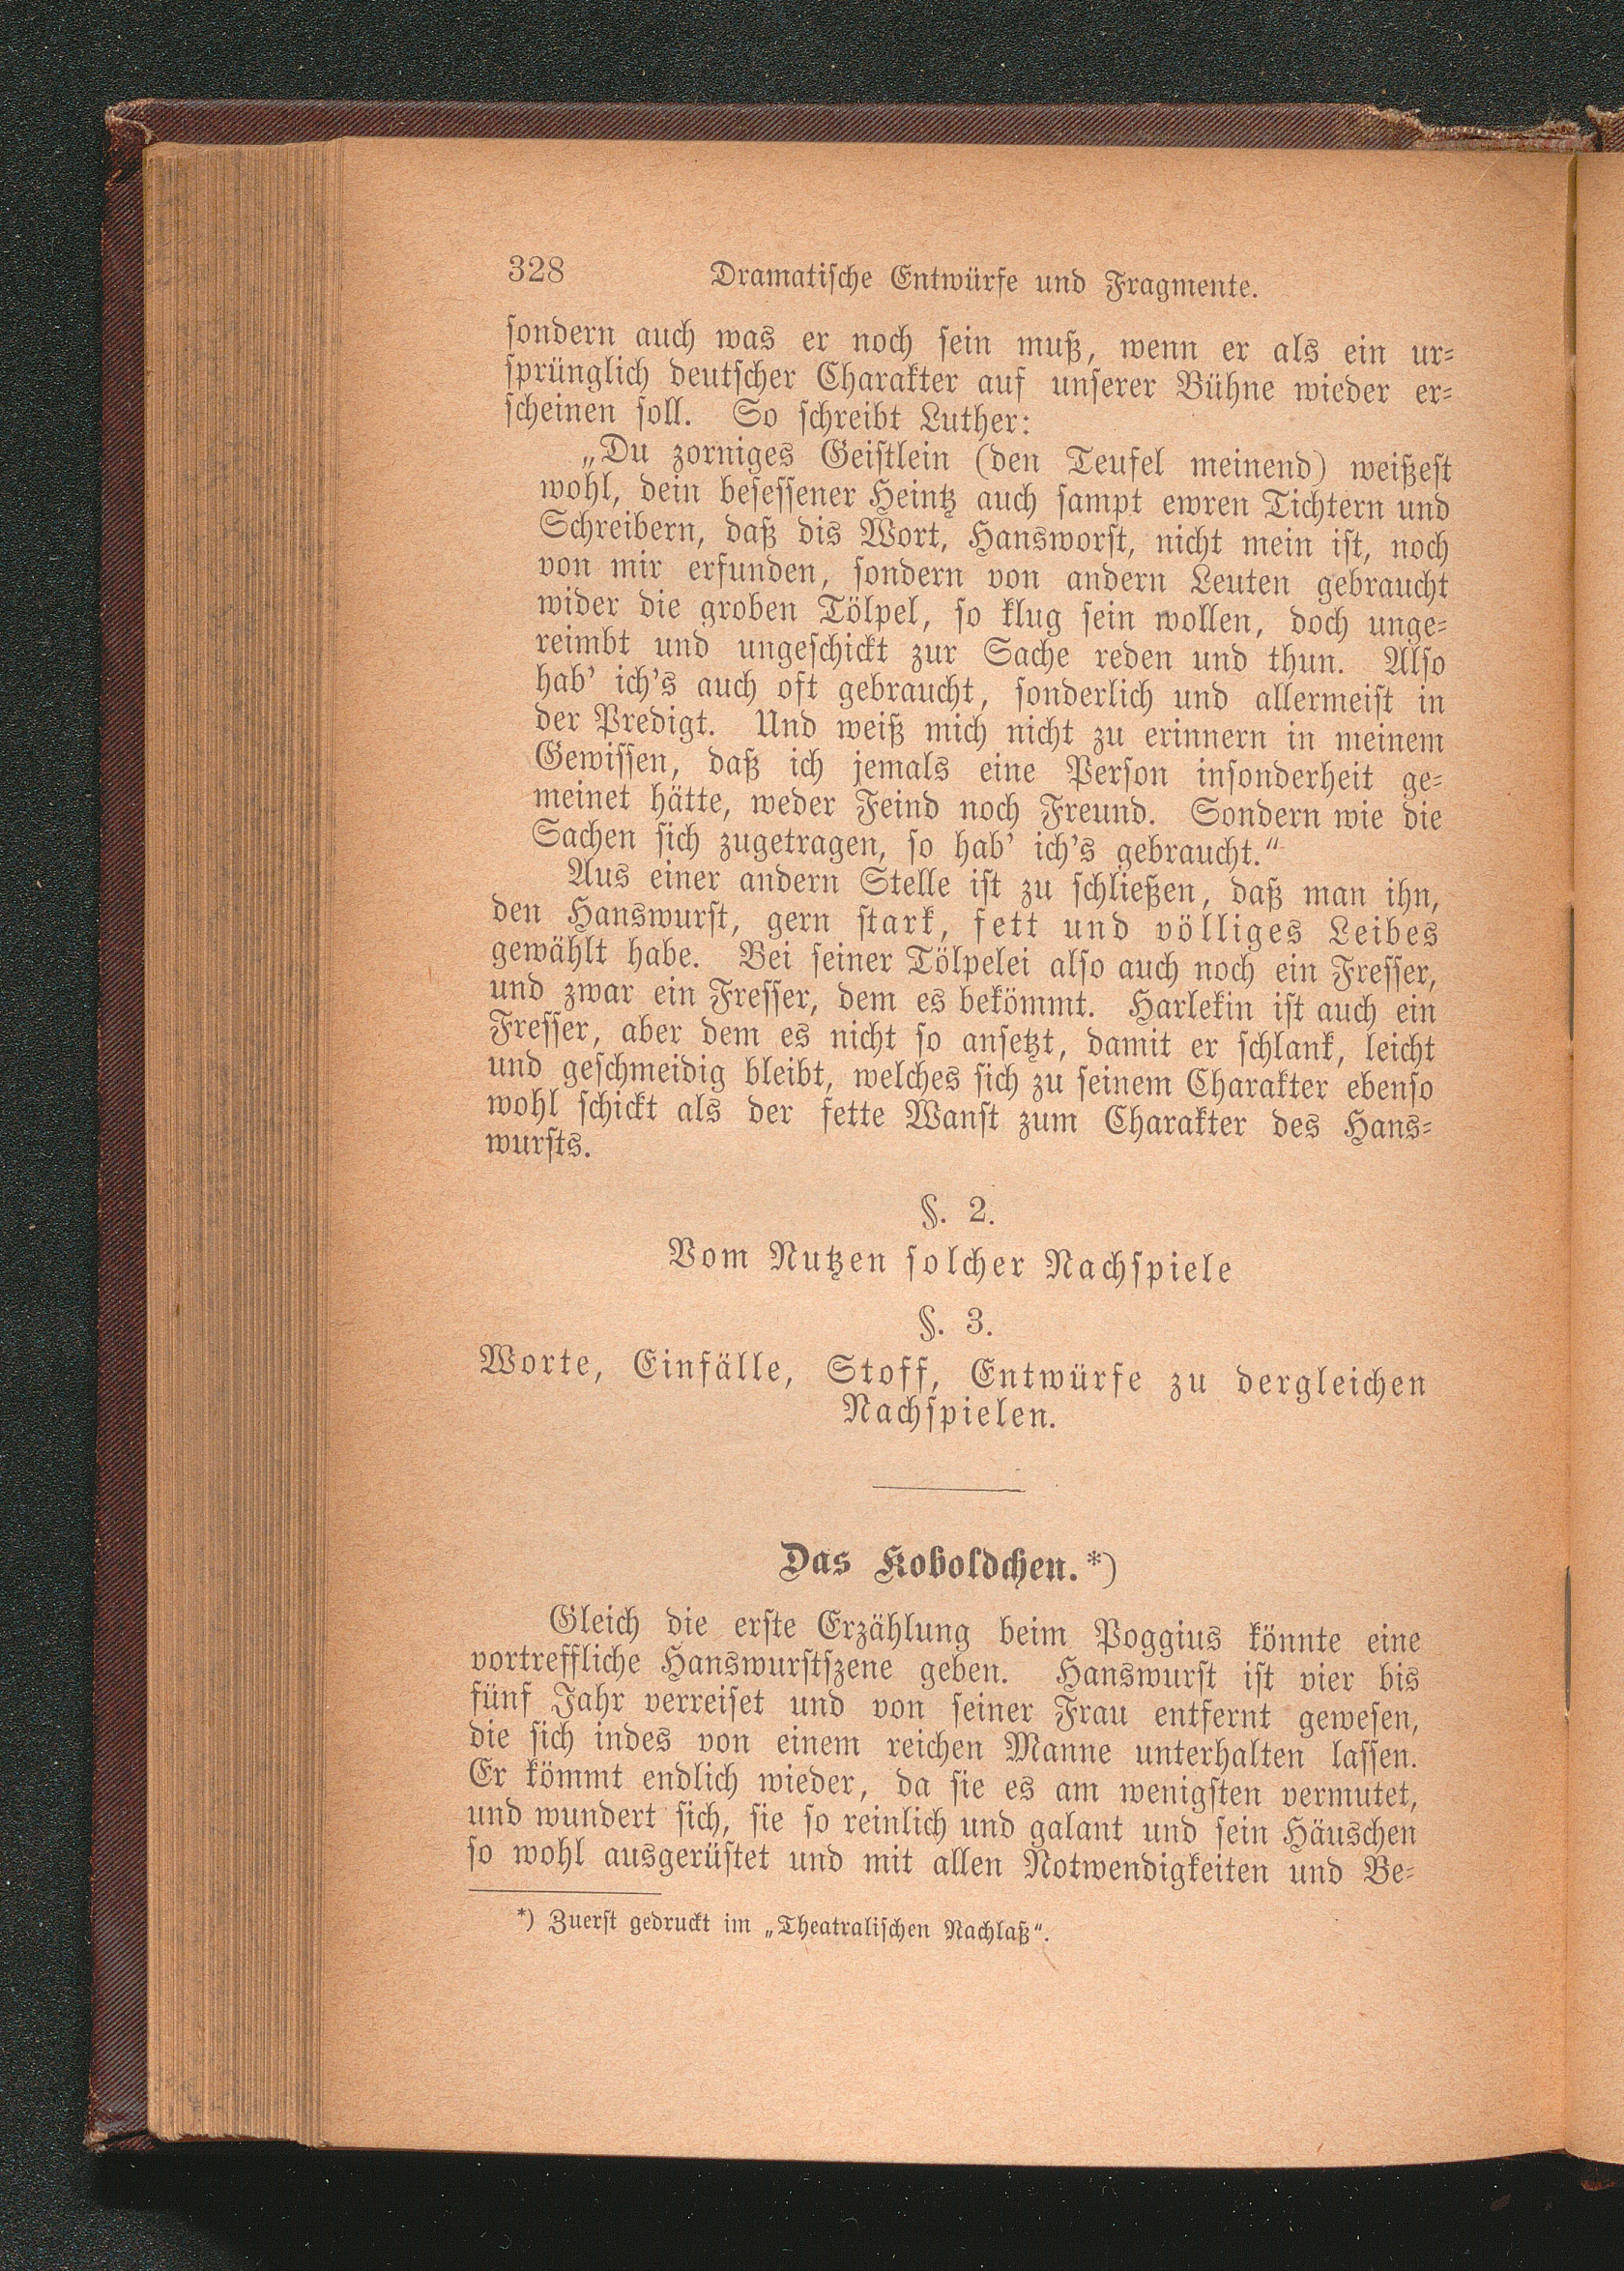 328 Dramatische Entwürfe und Fragmente.
sondern auch was er noch sein muß, wenn er als ein ur-
sprünglich deutscher Charakter auf unserer Bühne wieder er-
scheinen soll. So schreibt Luther:
„Du zorniges Geistlein (den Teufel meinend) weißest
wohl, dein besessener Heintz auch sampt ewren Tichtern und
Schreibern, daß dis Wort, Hansworst, nicht mein ist, noch
von mir erfunden, sondern von andern Leuten gebraucht
wider die groben Tölpel, so klug sein wollen, doch unge-
reimbt und ungeschickt zur Sache reden und thun. Also
hab' ich's auch oft gebraucht, sonderlich und allermeist in
der Predigt. Und weiß mich nicht zu erinnern in meinem
Gewissen, daß ich jemals eine Person insonderheit ge-
meinet hätte, weder Feind noch Freund. Sondern wie die
Sachen sich zugetragen, so hab' ich's gebraucht.“
Aus einer andern Stelle ist zu schließen, daß man ihn,
den Hanswurst, gern stark, fett und völliges Leibes
gewählt habe. Bei seiner Tölpelei also auch noch ein Fresser,
und zwar ein Fresser, dem es bekömmt. Harlekin ist auch ein
Fresser, aber dem es nicht so ansetzt, damit er schlank, leicht
und geschmeidig bleibt, welches sich zu seinem Charakter ebenso
wohl schickt als der fette Wanst zum Charakter des Hans-
wursts.
§. 2.
Vom Nutzen solcher Nachspiele
§. 3.
Worte, Einfälle, Stoff, Entwürfe zu dergleichen
Nachspielen.
Das Koboldchen.*)
Gleich die erste Erzählung beim Poggius könnte eine
vortreffliche Hanswurstszene geben. Hanswurst ist vier bis
fünf Jahr verreiset und von seiner Frau entfernt gewesen,
die sich indes von einem reichen Manne unterhalten lassen.
Er kömmt endlich wieder, da sie es am wenigsten vermutet,
und wundert sich, sie so reinlich und galant und sein Häuschen
so wohl ausgerüstet und mit allen Notwendigkeiten und Be-
*) Zuerst gedruckt im „Theatralischen Nachlaß“.